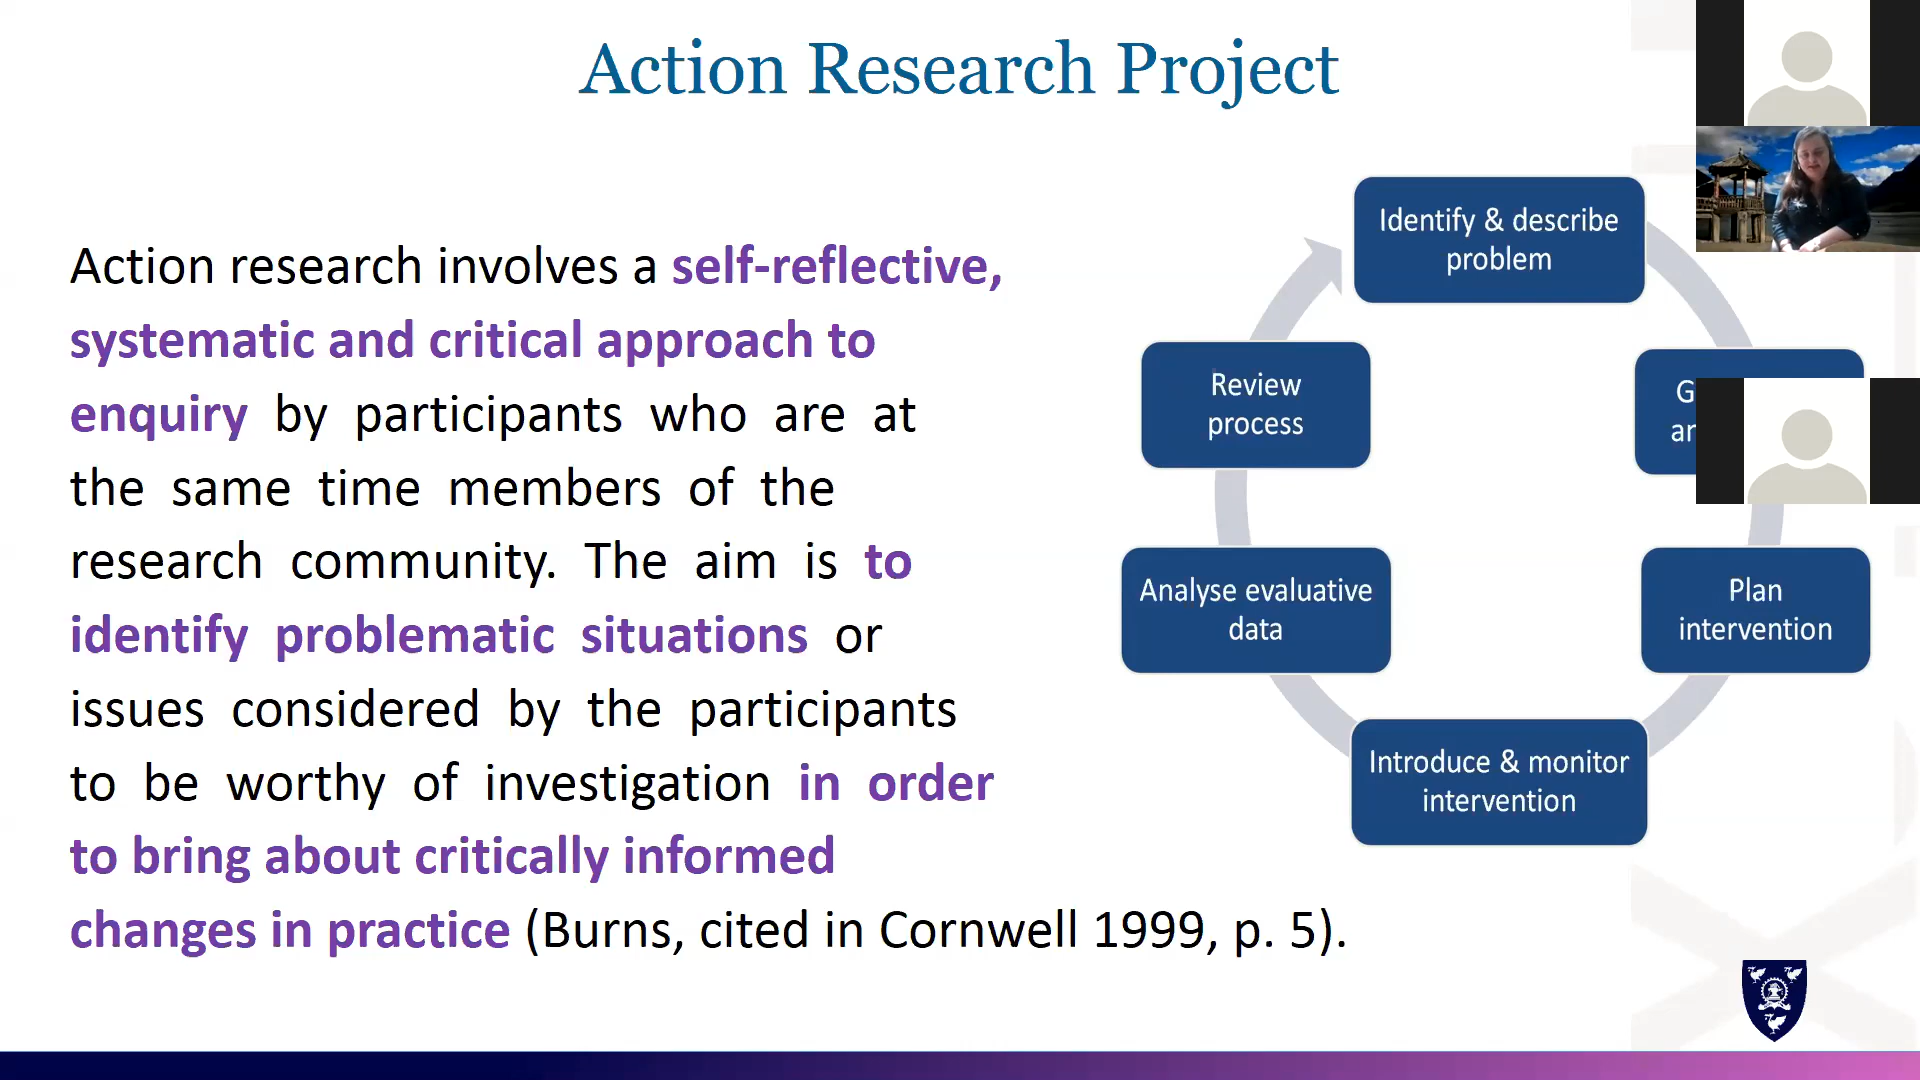 Action Research Project
Action research involves a self-reflective,
systematic and critical approach to
enquiry by participants who are at
the same time members of the
research community. The aim is to
identify problematic situations or
issues considered by the participants
to be worthy of investigation in order
to bring about critically informed
changes in practice (Burns, cited in Cornwell 1999, p. 5).
Identify & describe
problem
Plan
intervention
Introduce & monitor
intervention
Analyse evaluative
data
Review
process